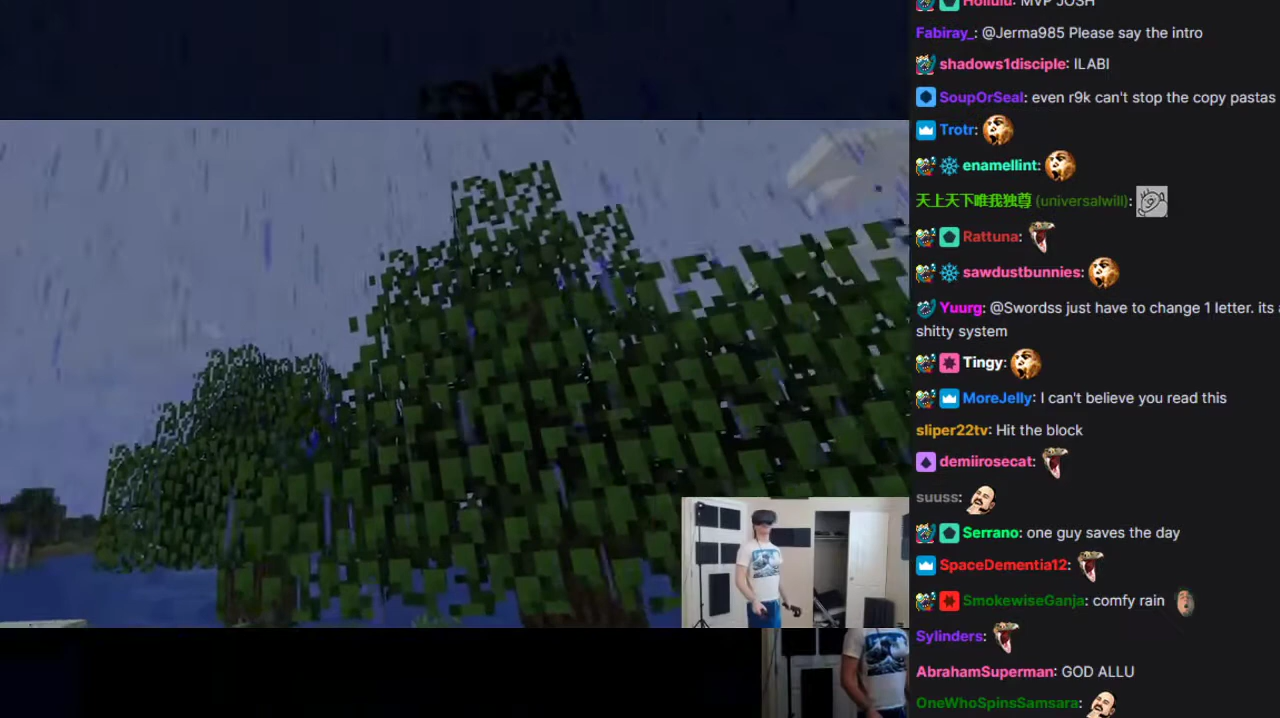 Hollulu: MVP JOSH
Fabiray_: @Jerma985 Please say the intro
shadows1disciple: ILABI
SoupOrSeal: even r9k can't stop the copy pastas
Trotr:
enamellint:
天上天下唯我独尊 (universalwill):
Rattuna:
sawdustbunnies:
Yuurg: @Swordss just have to change 1 letter. its a
shitty system
Tingy:
MoreJelly: I can't believe you read this
sliper22tv: Hit the block
demiirosecat:
suuss:
Serrano: one guy saves the day
SpaceDementia12:
SmokewiseGanja: comfy rain
Sylinders:
AbrahamSuperman: GOD ALLU
OneWhoSpinsSamsara: